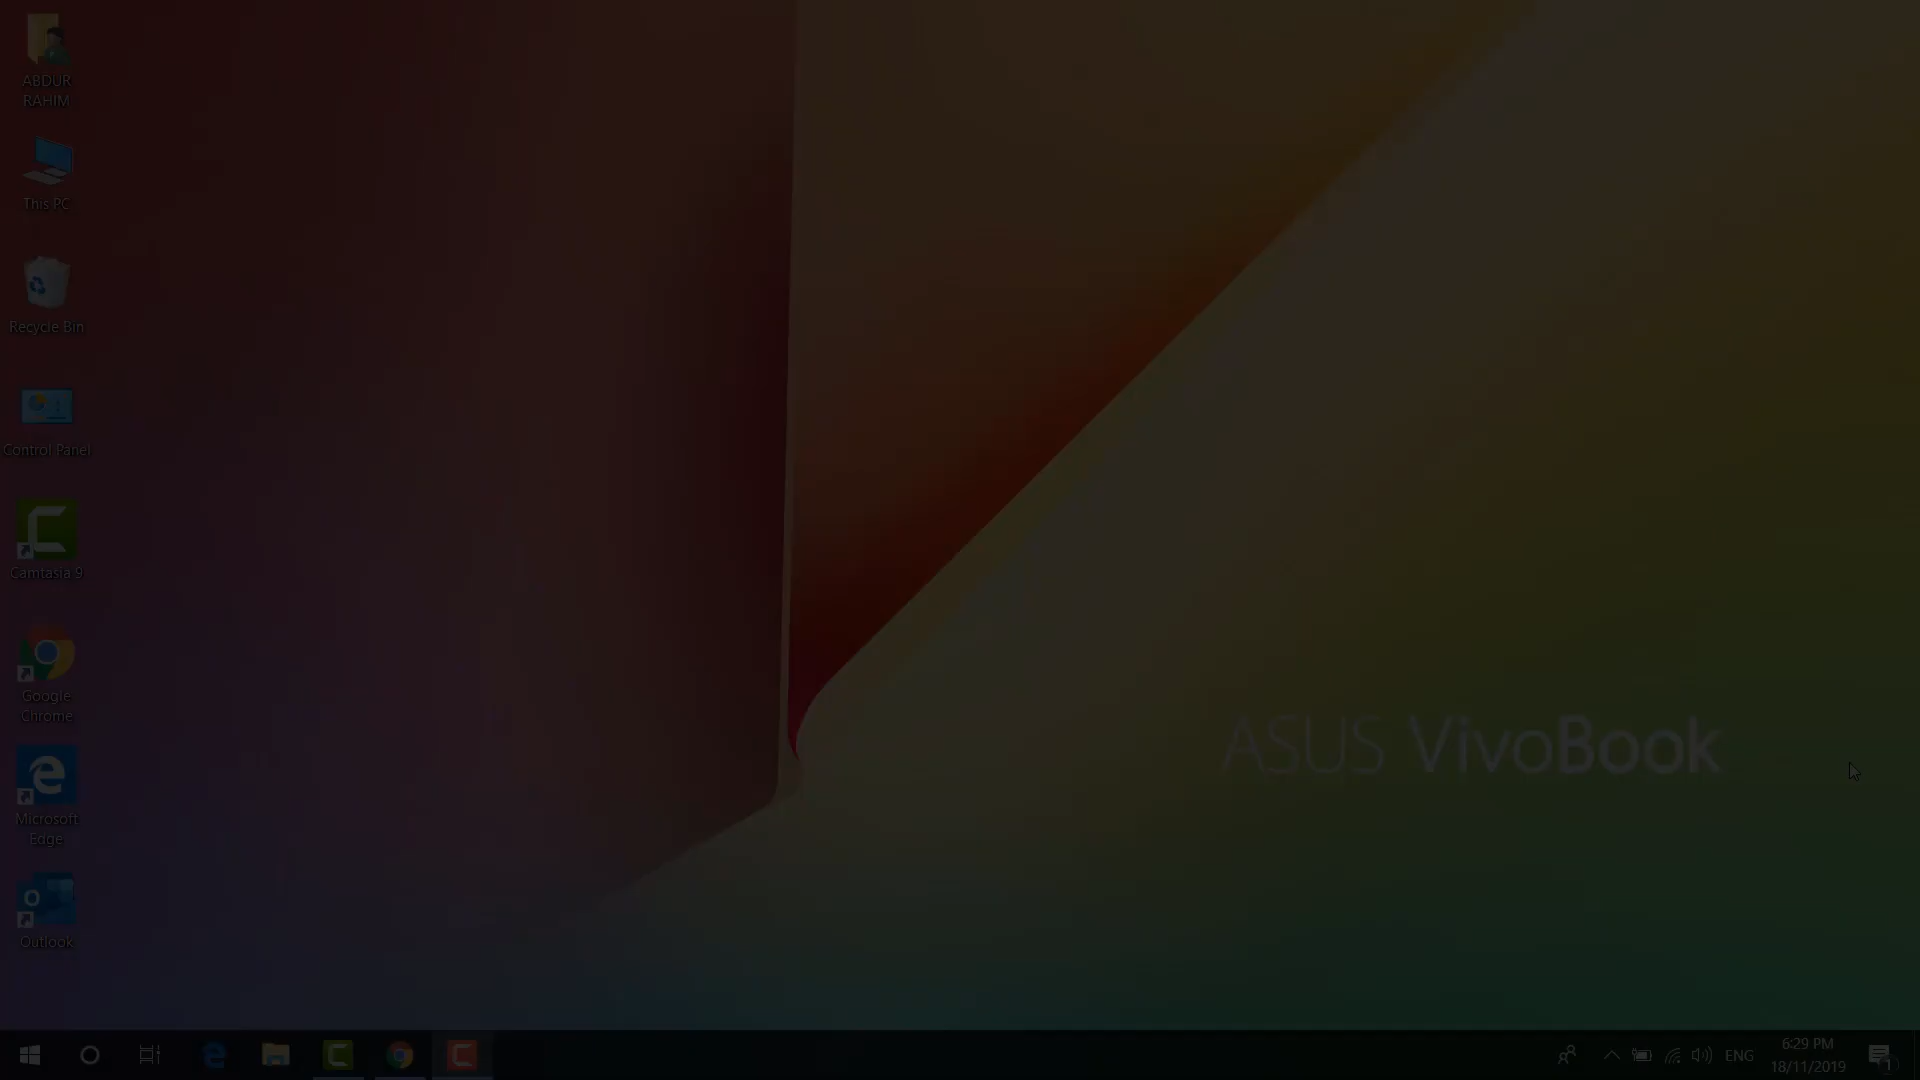 ABDUR
RAHIM
This PC
Recycle Bin
Control Panel
Camtasia 9
Google
Chrome
Microsoft
Edge
Outlook
ASUS VivoBook
ENG
6:29 PM
18/11/2019
1